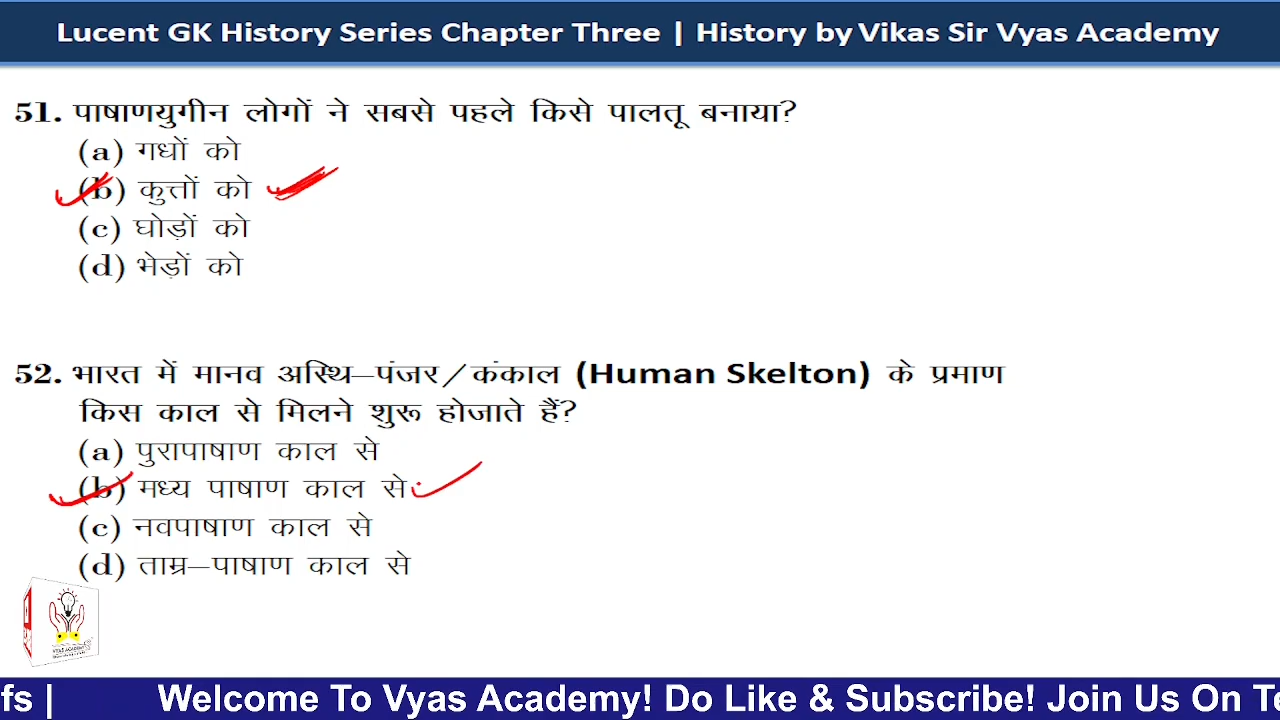 Lucent GK History Series Chapter Three | History by Vikas Sir Vyas Academy
51. पाषाणयुगीन लोगों ने सबसे पहले किसे पालतू बनाया?
(a) गधों को
(b) कुत्तों को
(c) घोड़ों को
(d) भेड़ों को
52. भारत में मानव अस्थि–पंजर/कंकाल (Human Skelton) के प्रमाण
किस काल से मिलने शुरू होजाते हैं?
(a) पुरापाषाण काल से
(b) मध्य पाषाण काल से
(c) नवपाषाण काल से
(d) ताम्र–पाषाण काल से
VYAS ACADEMY
fs | Welcome To Vyas Academy! Do Like & Subscribe! Join Us On Te